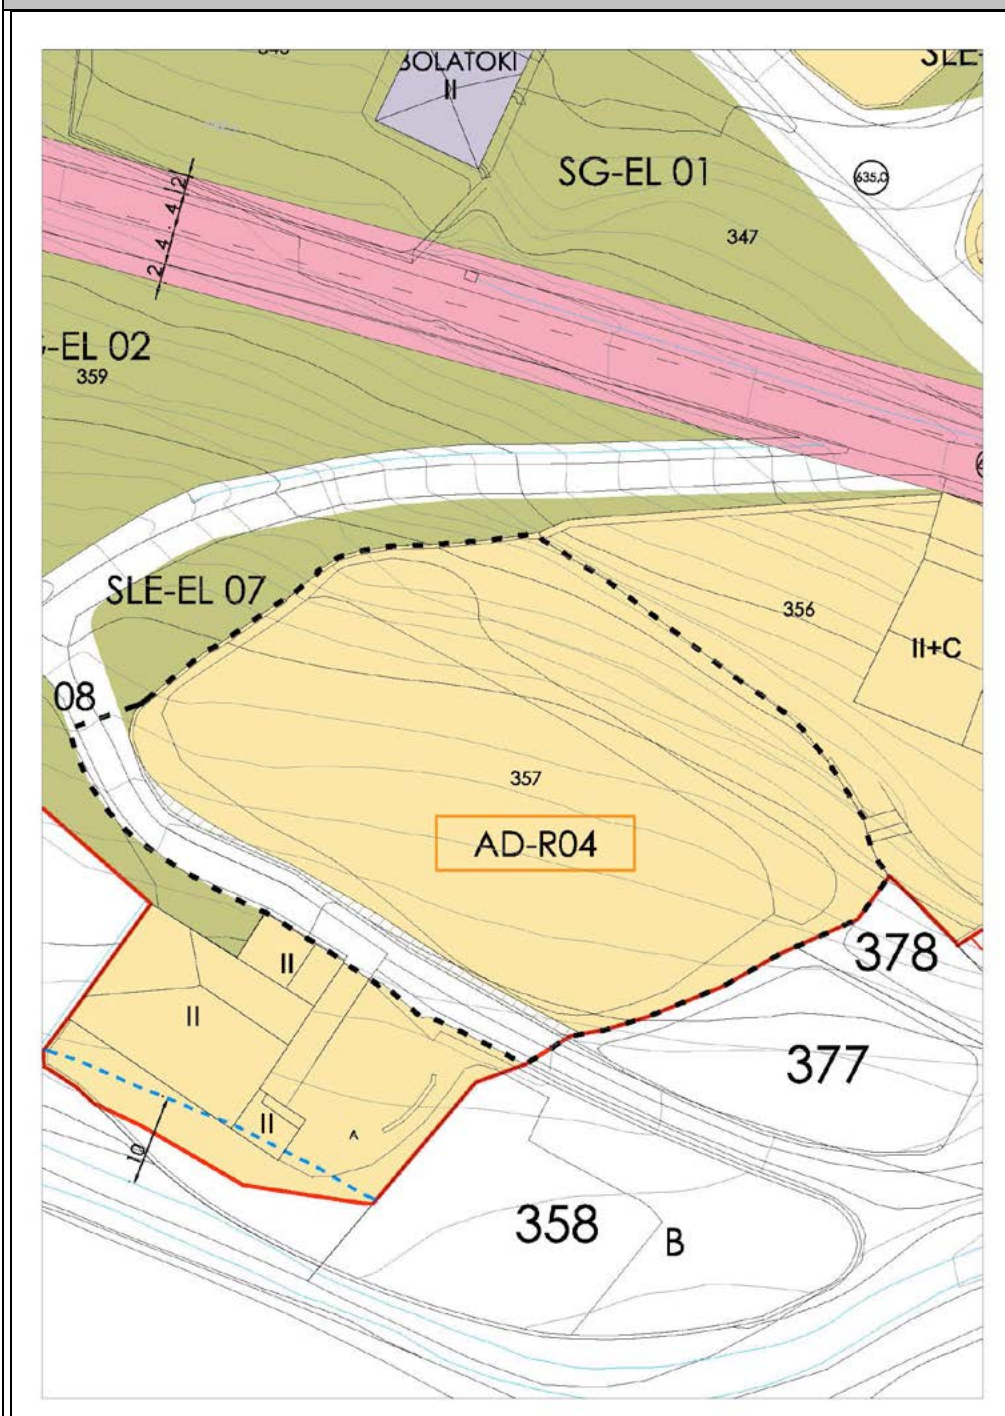 BOLATOKI
II
SLE-
SG-EL 01
635,0
347
2
4
4
2
-EL 02
359
SLE-EL 07
356
II+C
08
357
AD-R04
378
II
II
377
II
A
10
358
B